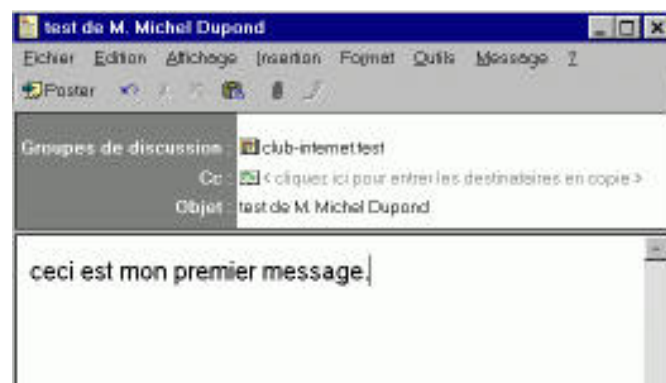 test de M. Michel Dupond
Fichier Edition Affichage Insertion Format Outils Message ?
Poster
Groupes de discussion : club-internet.test
Cc : < cliquez ici pour entrer les destinataires en copie >
Objet : test de M. Michel Dupond
ceci est mon premier message.